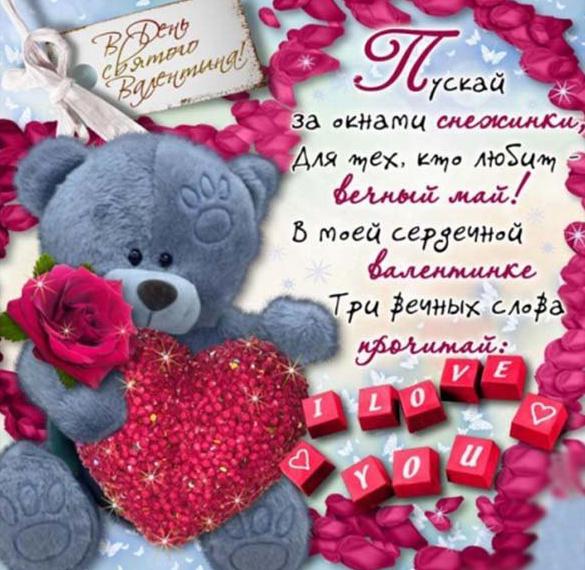 В День
святого
Валентина!
Пускай
за окнами снежинки,
Для тех, кто любит -
вечный май!
В моей сердечной
валентинке
Три вечных слова
прочитай:
I LOVE
YOU